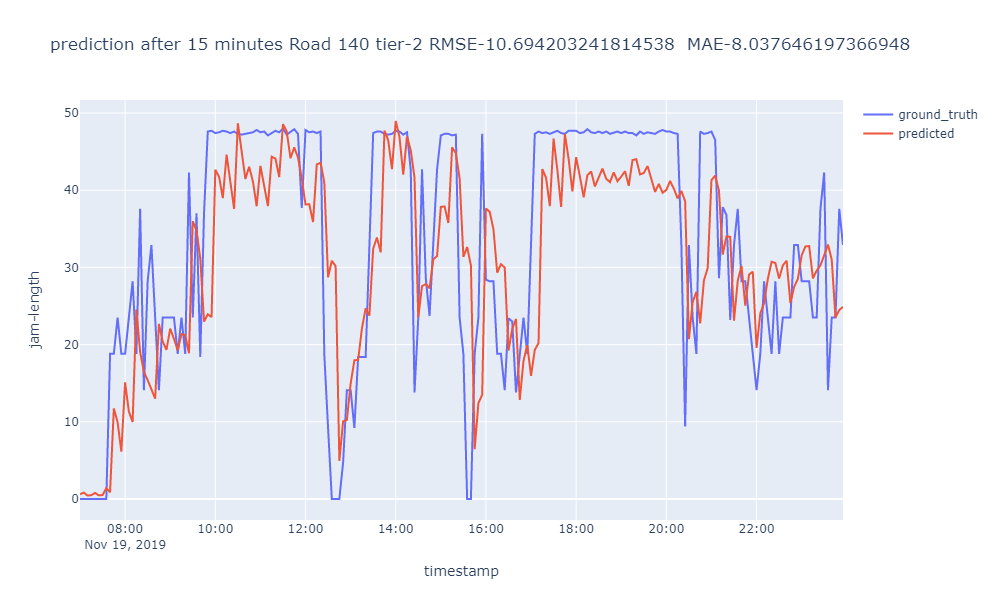 prediction after 15 minutes Road 140 tier-2 RMSE-10.694203241814538  MAE-8.037646197366948
ground_truth
predicted
50
40
30
20
10
0
jam-length
08:00 10:00 12:00 14:00 16:00 18:00 20:00 22:00
Nov 19, 2019
timestamp